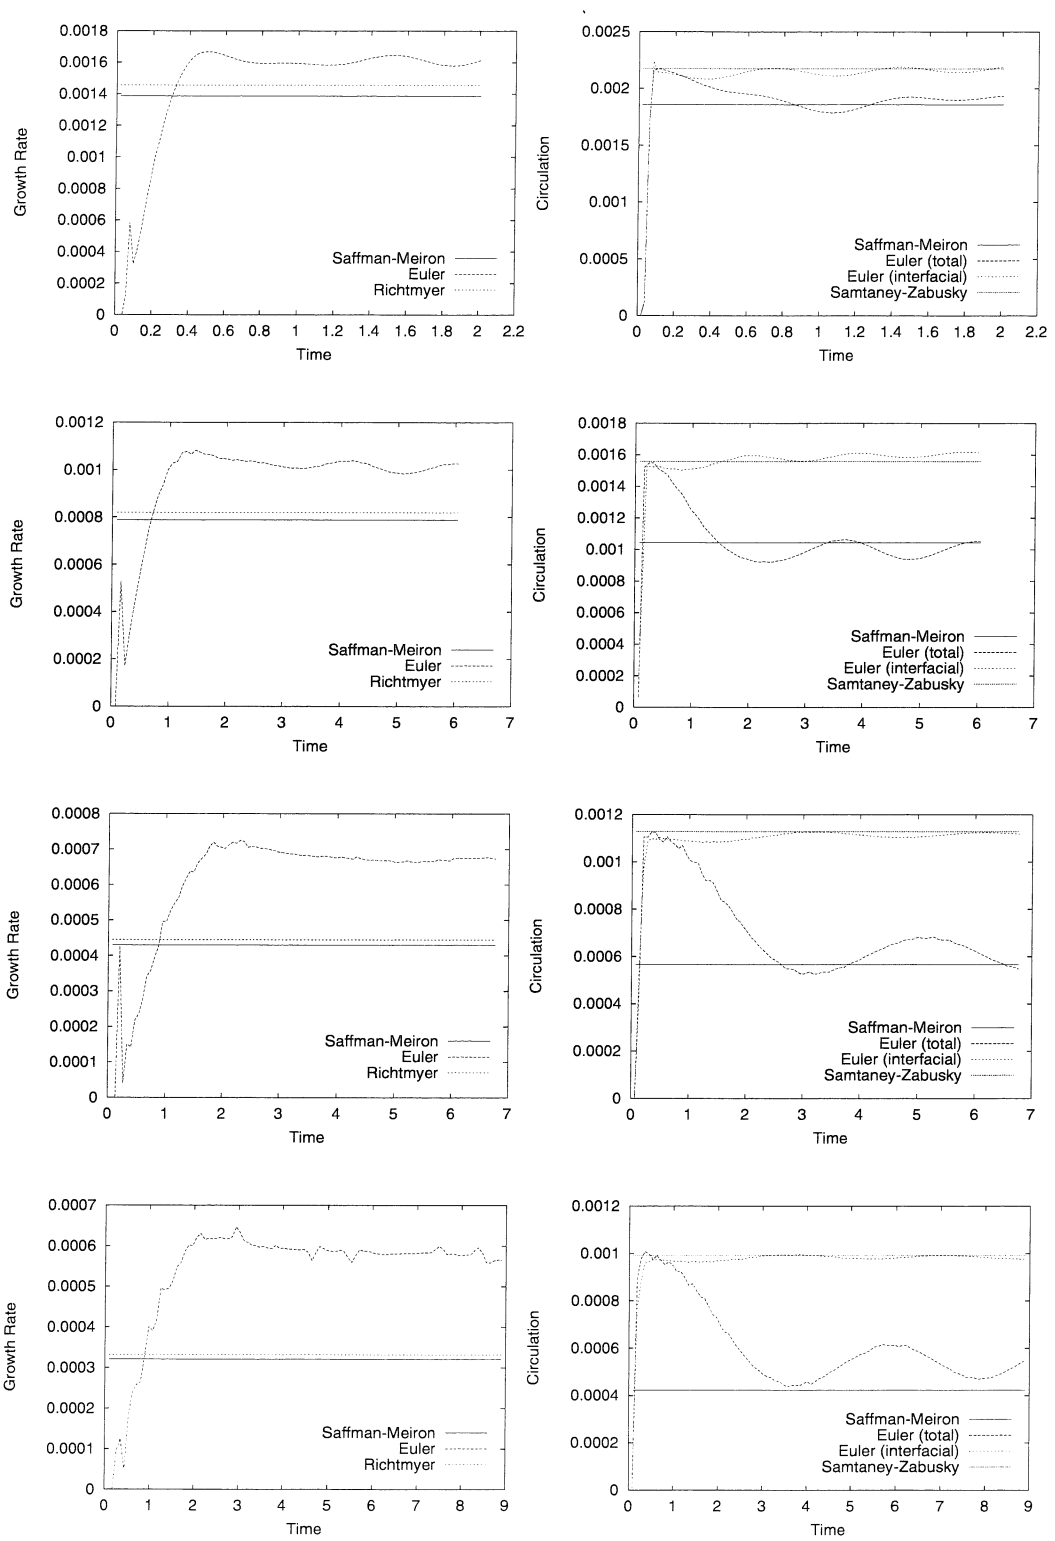 0.0018
0.0016
0.0014
0.0012
0.001
0.0008
0.0006
0.0004
0.0002
0
Growth Rate
Saffman-Meiron
Euler
Richtmyer
0 0.2 0.4 0.6 0.8 1 1.2 1.4 1.6 1.8 2 2.2
Time
0.0025
0.002
0.0015
0.001
0.0005
0
Circulation
Saffman-Meiron
Euler (total)
Euler (interfacial)
Samtaney-Zabusky
0 0.2 0.4 0.6 0.8 1 1.2 1.4 1.6 1.8 2 2.2
Time
0.0012
0.001
0.0008
0.0006
0.0004
0.0002
0
Growth Rate
Saffman-Meiron
Euler
Richtmyer
0 1 2 3 4 5 6 7
Time
0.0018
0.0016
0.0014
0.0012
0.001
0.0008
0.0006
0.0004
0.0002
0
Circulation
Saffman-Meiron
Euler (total)
Euler (interfacial)
Samtaney-Zabusky
0 1 2 3 4 5 6 7
Time
0.0008
0.0007
0.0006
0.0005
0.0004
0.0003
0.0002
0.0001
0
Growth Rate
Saffman-Meiron
Euler
Richtmyer
0 1 2 3 4 5 6 7
Time
0.0012
0.001
0.0008
0.0006
0.0004
0.0002
0
Circulation
Saffman-Meiron
Euler (total)
Euler (interfacial)
Samtaney-Zabusky
0 1 2 3 4 5 6 7
Time
0.0007
0.0006
0.0005
0.0004
0.0003
0.0002
0.0001
0
Growth Rate
Saffman-Meiron
Euler
Richtmyer
0 1 2 3 4 5 6 7 8 9
Time
0.0012
0.001
0.0008
0.0006
0.0004
0.0002
0
Circulation
Saffman-Meiron
Euler (total)
Euler (interfacial)
Samtaney-Zabusky
0 1 2 3 4 5 6 7 8 9
Time